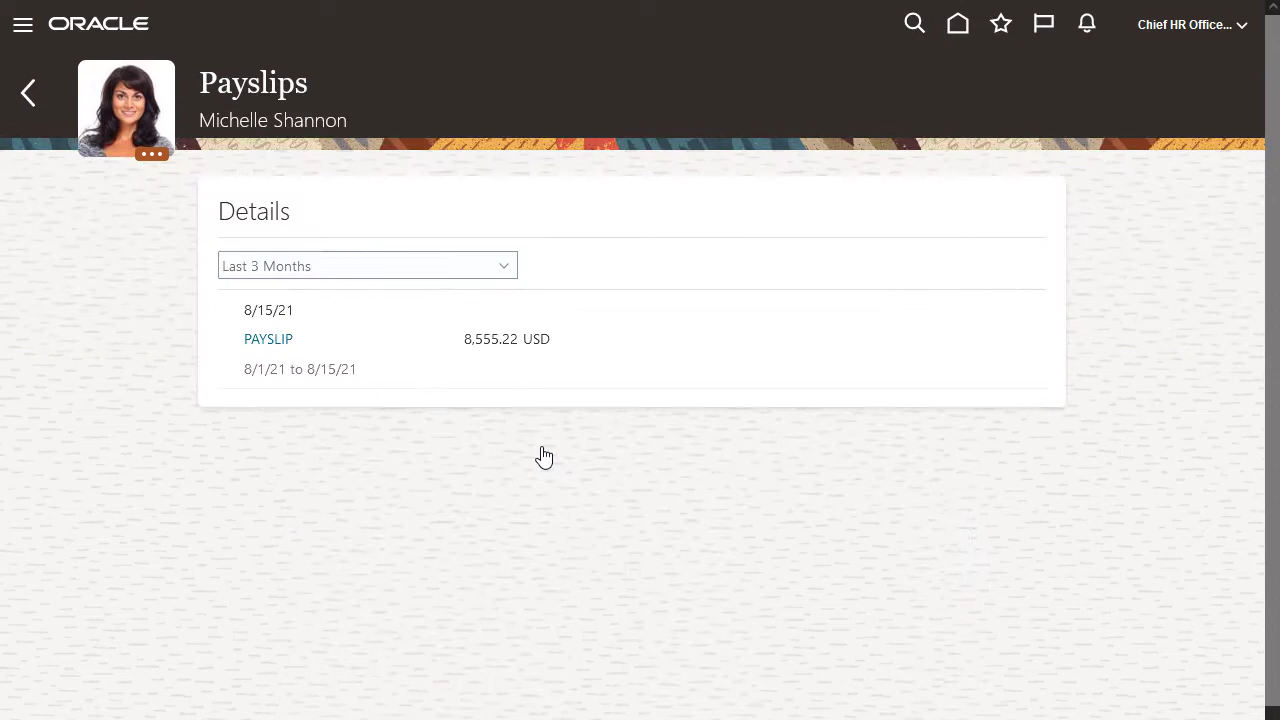 ORACLE
Chief HR Office...
Payslips
Michelle Shannon
Details
Last 3 Months
8/15/21
PAYSLIP 8,555.22 USD
8/1/21 to 8/15/21